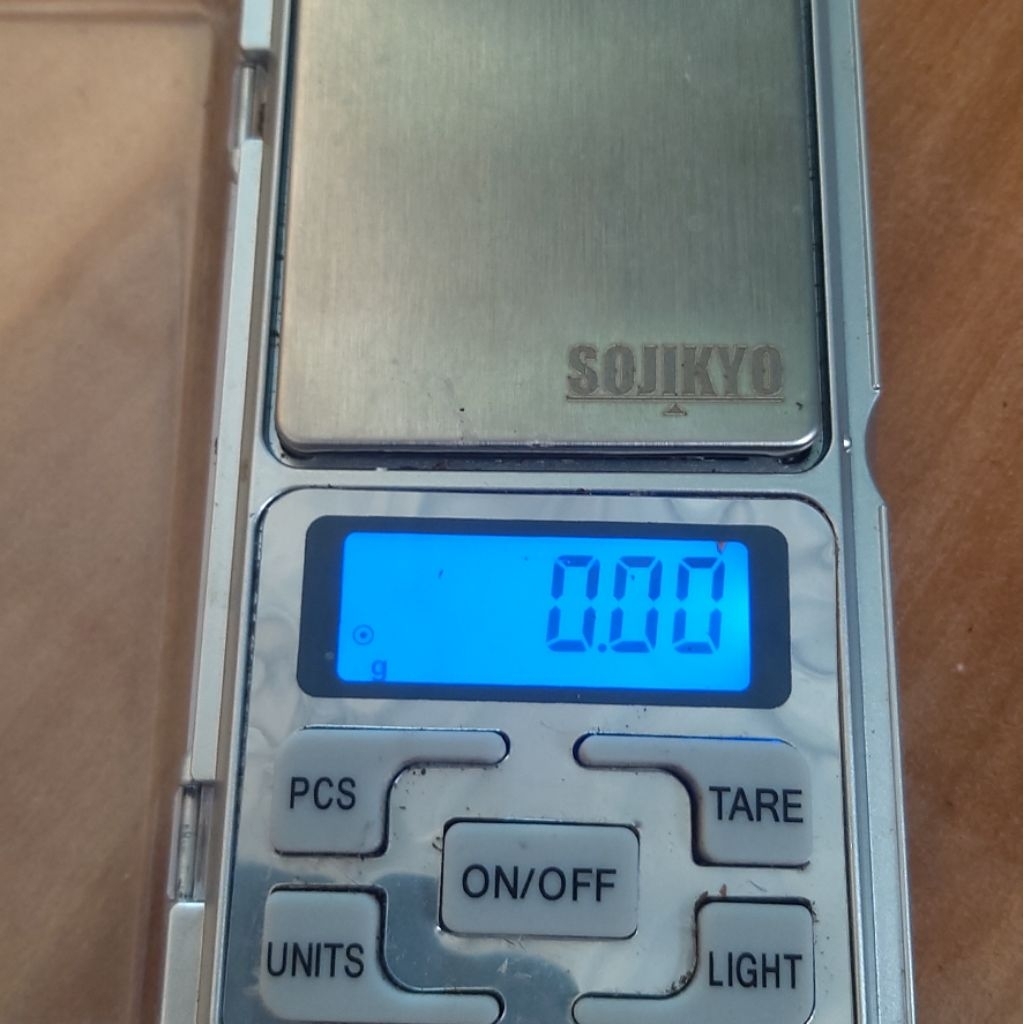 SOJIKYO
0.00
g
PCS
TARE
ON/OFF
UNITS
LIGHT